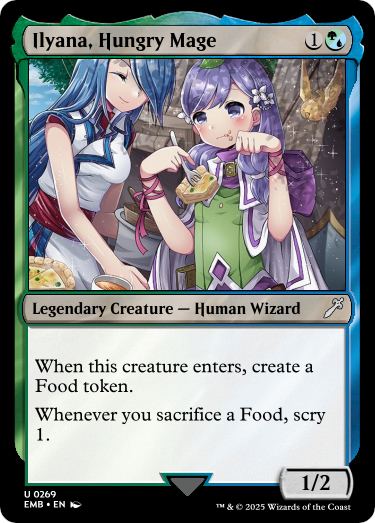 Ilyana, Hungry Mage 1
Legendary Creature — Human Wizard
When this creature enters, create a
Food token.
Whenever you sacrifice a Food, scry
1.
1/2
U 0269
EMB • EN
™ & © 2025 Wizards of the Coast